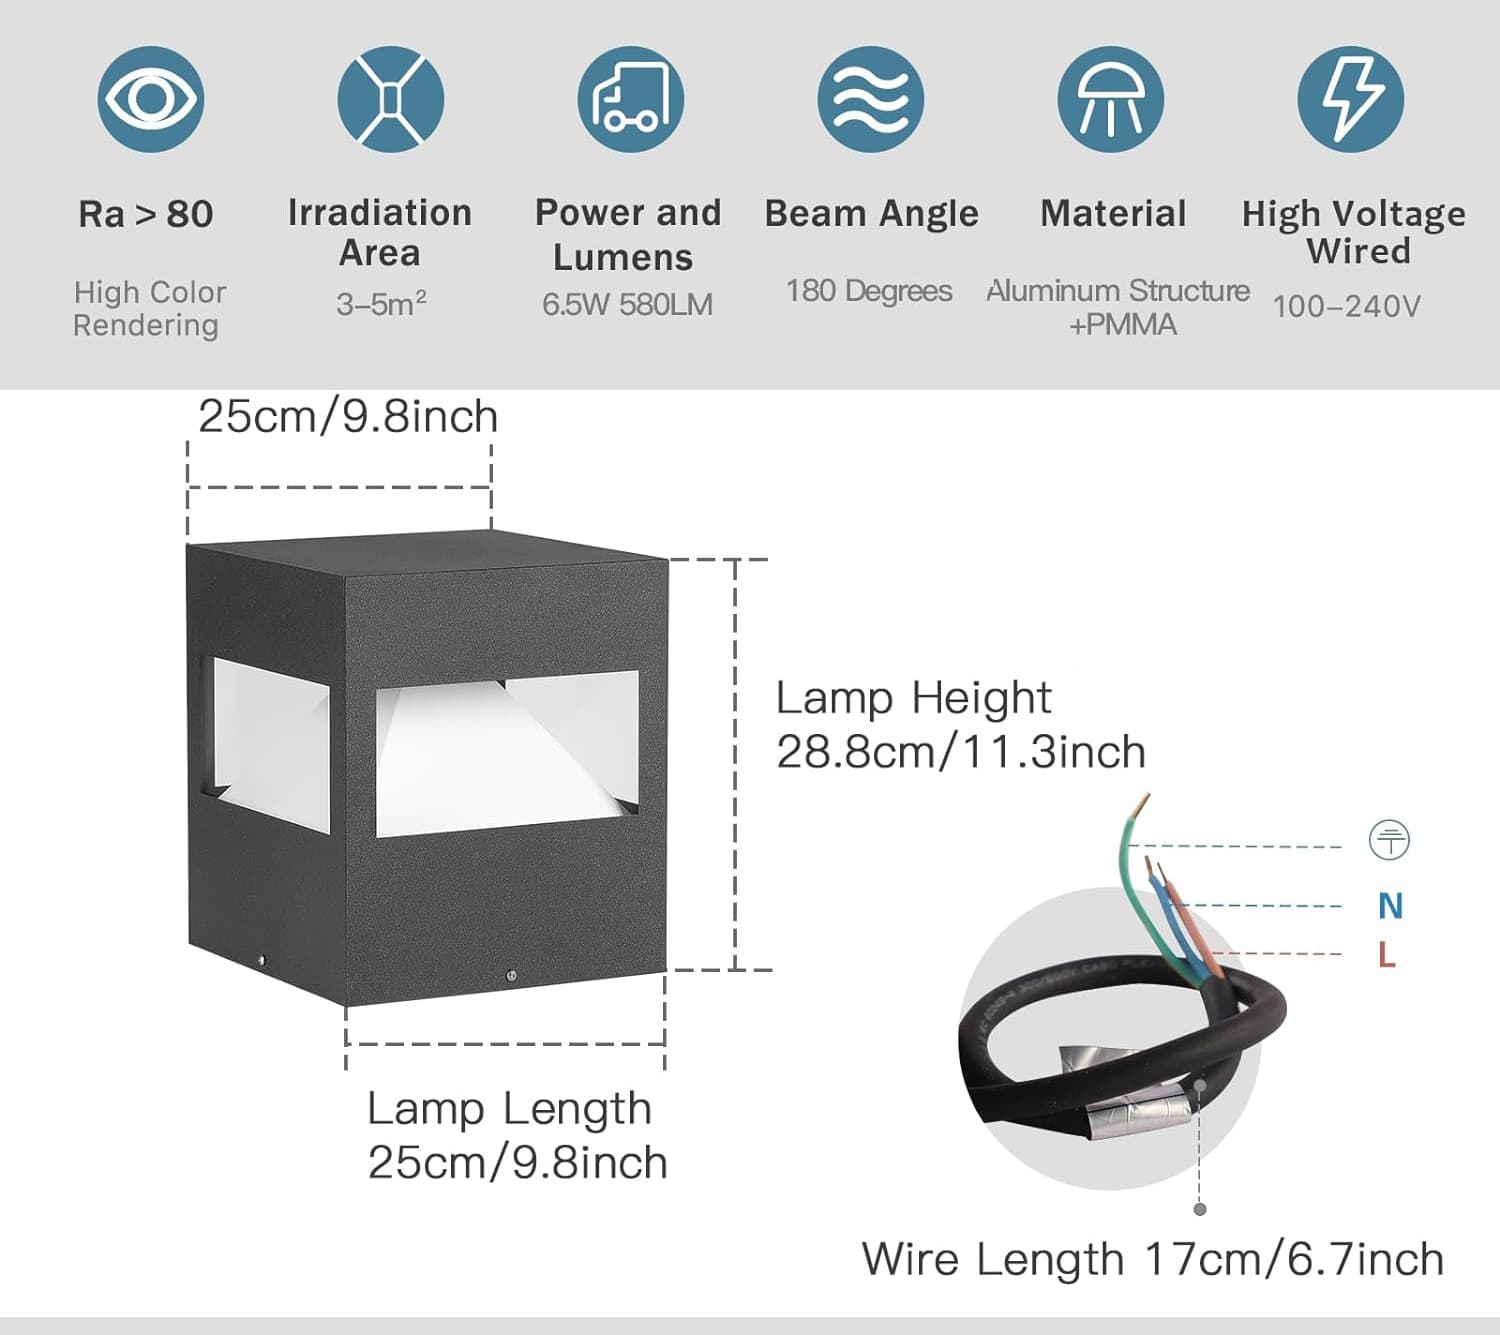 Ra > 80
High Color
Rendering
Irradiation
Area
3–5m²
Power and
Lumens
6.5W 580LM
Beam Angle
180 Degrees
Material
Aluminum Structure
+PMMA
High Voltage
Wired
100–240V
25cm/9.8inch
Lamp Height
28.8cm/11.3inch
Lamp Length
25cm/9.8inch
N
L
Wire Length 17cm/6.7inch